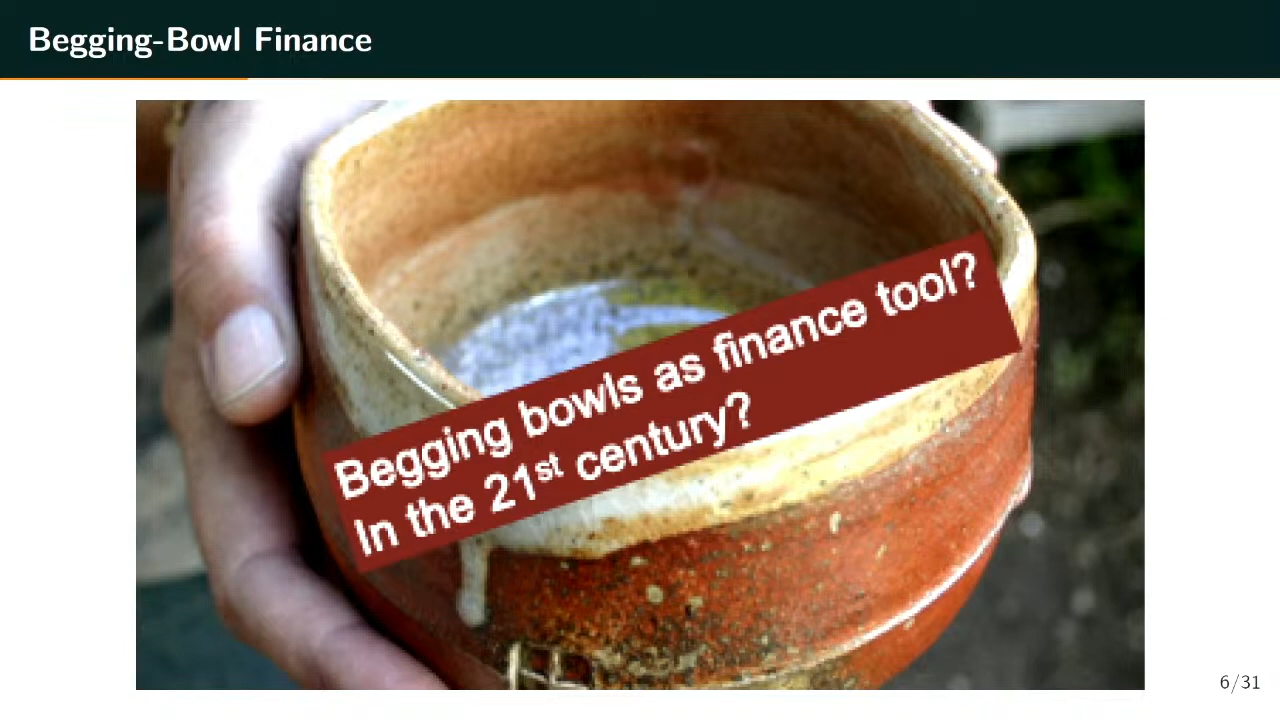 Begging-Bowl Finance
Begging bowls as finance tool?
In the 21st century?
6/31